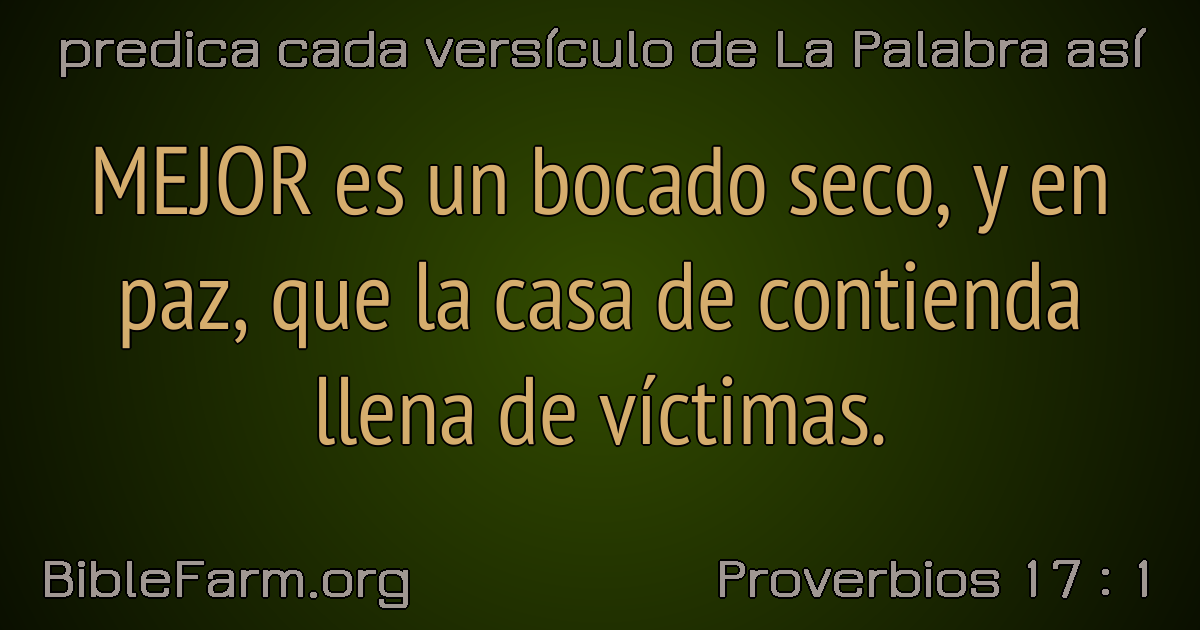 predica cada versículo de La Palabra así
MEJOR es un bocado seco, y en
paz, que la casa de contienda
llena de víctimas.
BibleFarm.org
Proverbios 17 : 1